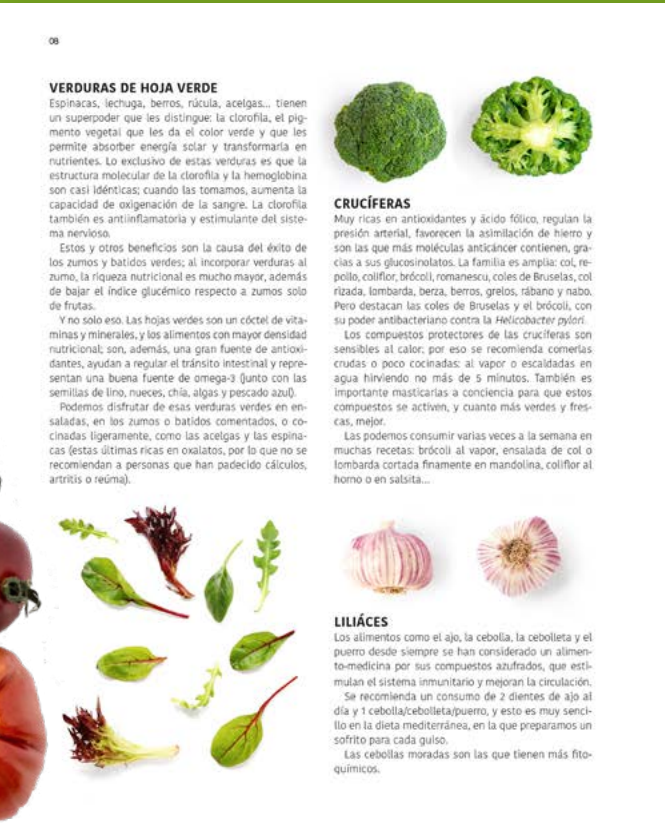 08
VERDURAS DE HOJA VERDE
Espinacas, lechuga, berros, rúcula, acelgas... tienen
un superpoder que les distingue: la clorofila, el pig-
mento vegetal que les da el color verde y que les
permite absorber energía solar y transformarla en
nutrientes. Lo exclusivo de estas verduras es que la
estructura molecular de la clorofila y la hemoglobina
son casi idénticas; cuando las tomamos, aumenta la
capacidad de oxigenación de la sangre. La clorofila
también es antiinflamatoria y estimulante del siste-
ma nervioso.
Estos y otros beneficios son la causa del éxito de
los zumos y batidos verdes; al incorporar verduras al
zumo, la riqueza nutricional es mucho mayor, además
de bajar el índice glucémico respecto a zumos solo
de frutas.
Y no solo eso. Las hojas verdes son un cóctel de vita-
minas y minerales, y los alimentos con mayor densidad
nutricional; son, además, una gran fuente de antioxi-
dantes, ayudan a regular el tránsito intestinal y repre-
sentan una buena fuente de omega-3 (junto con las
semillas de lino, nueces, chía, algas y pescado azul).
Podemos disfrutar de esas verduras verdes en en-
saladas, en los zumos o batidos comentados, o co-
cinadas ligeramente, como las acelgas y las espina-
cas (estas últimas ricas en oxalatos, por lo que no se
recomiendan a personas que han padecido cálculos,
artritis o reúma).
CRUCÍFERAS
Muy ricas en antioxidantes y ácido fólico, regulan la
presión arterial, favorecen la asimilación de hierro y
son las que más moléculas anticáncer contienen, gra-
cias a sus glucosinolatos. La familia es amplia: col, re-
pollo, coliflor, brócoli, romanescu, coles de Bruselas, col
rizada, lombarda, berza, berros, grelos, rábano y nabo.
Pero destacan las coles de Bruselas y el brócoli, con
su poder antibacteriano contra la Helicobacter pylori.
Los compuestos protectores de las crucíferas son
sensibles al calor; por eso se recomienda comerlas
crudas o poco cocinadas: al vapor o escaldadas en
agua hirviendo no más de 5 minutos. También es
importante masticarlas a conciencia para que estos
compuestos se activen, y cuanto más verdes y fres-
cas, mejor.
Las podemos consumir varias veces a la semana en
muchas recetas: brócoli al vapor, ensalada de col o
lombarda cortada finamente en mandolina, coliflor al
horno o en salsita...
LILIÁCES
Los alimentos como el ajo, la cebolla, la cebolleta y el
puerro desde siempre se han considerado un alimen-
to-medicina por sus compuestos azufrados, que esti-
mulan el sistema inmunitario y mejoran la circulación.
Se recomienda un consumo de 2 dientes de ajo al
día y 1 cebolla/cebolleta/puerro, y esto es muy senci-
llo en la dieta mediterránea, en la que preparamos un
sofrito para cada guiso.
Las cebollas moradas son las que tienen más fito-
químicos.